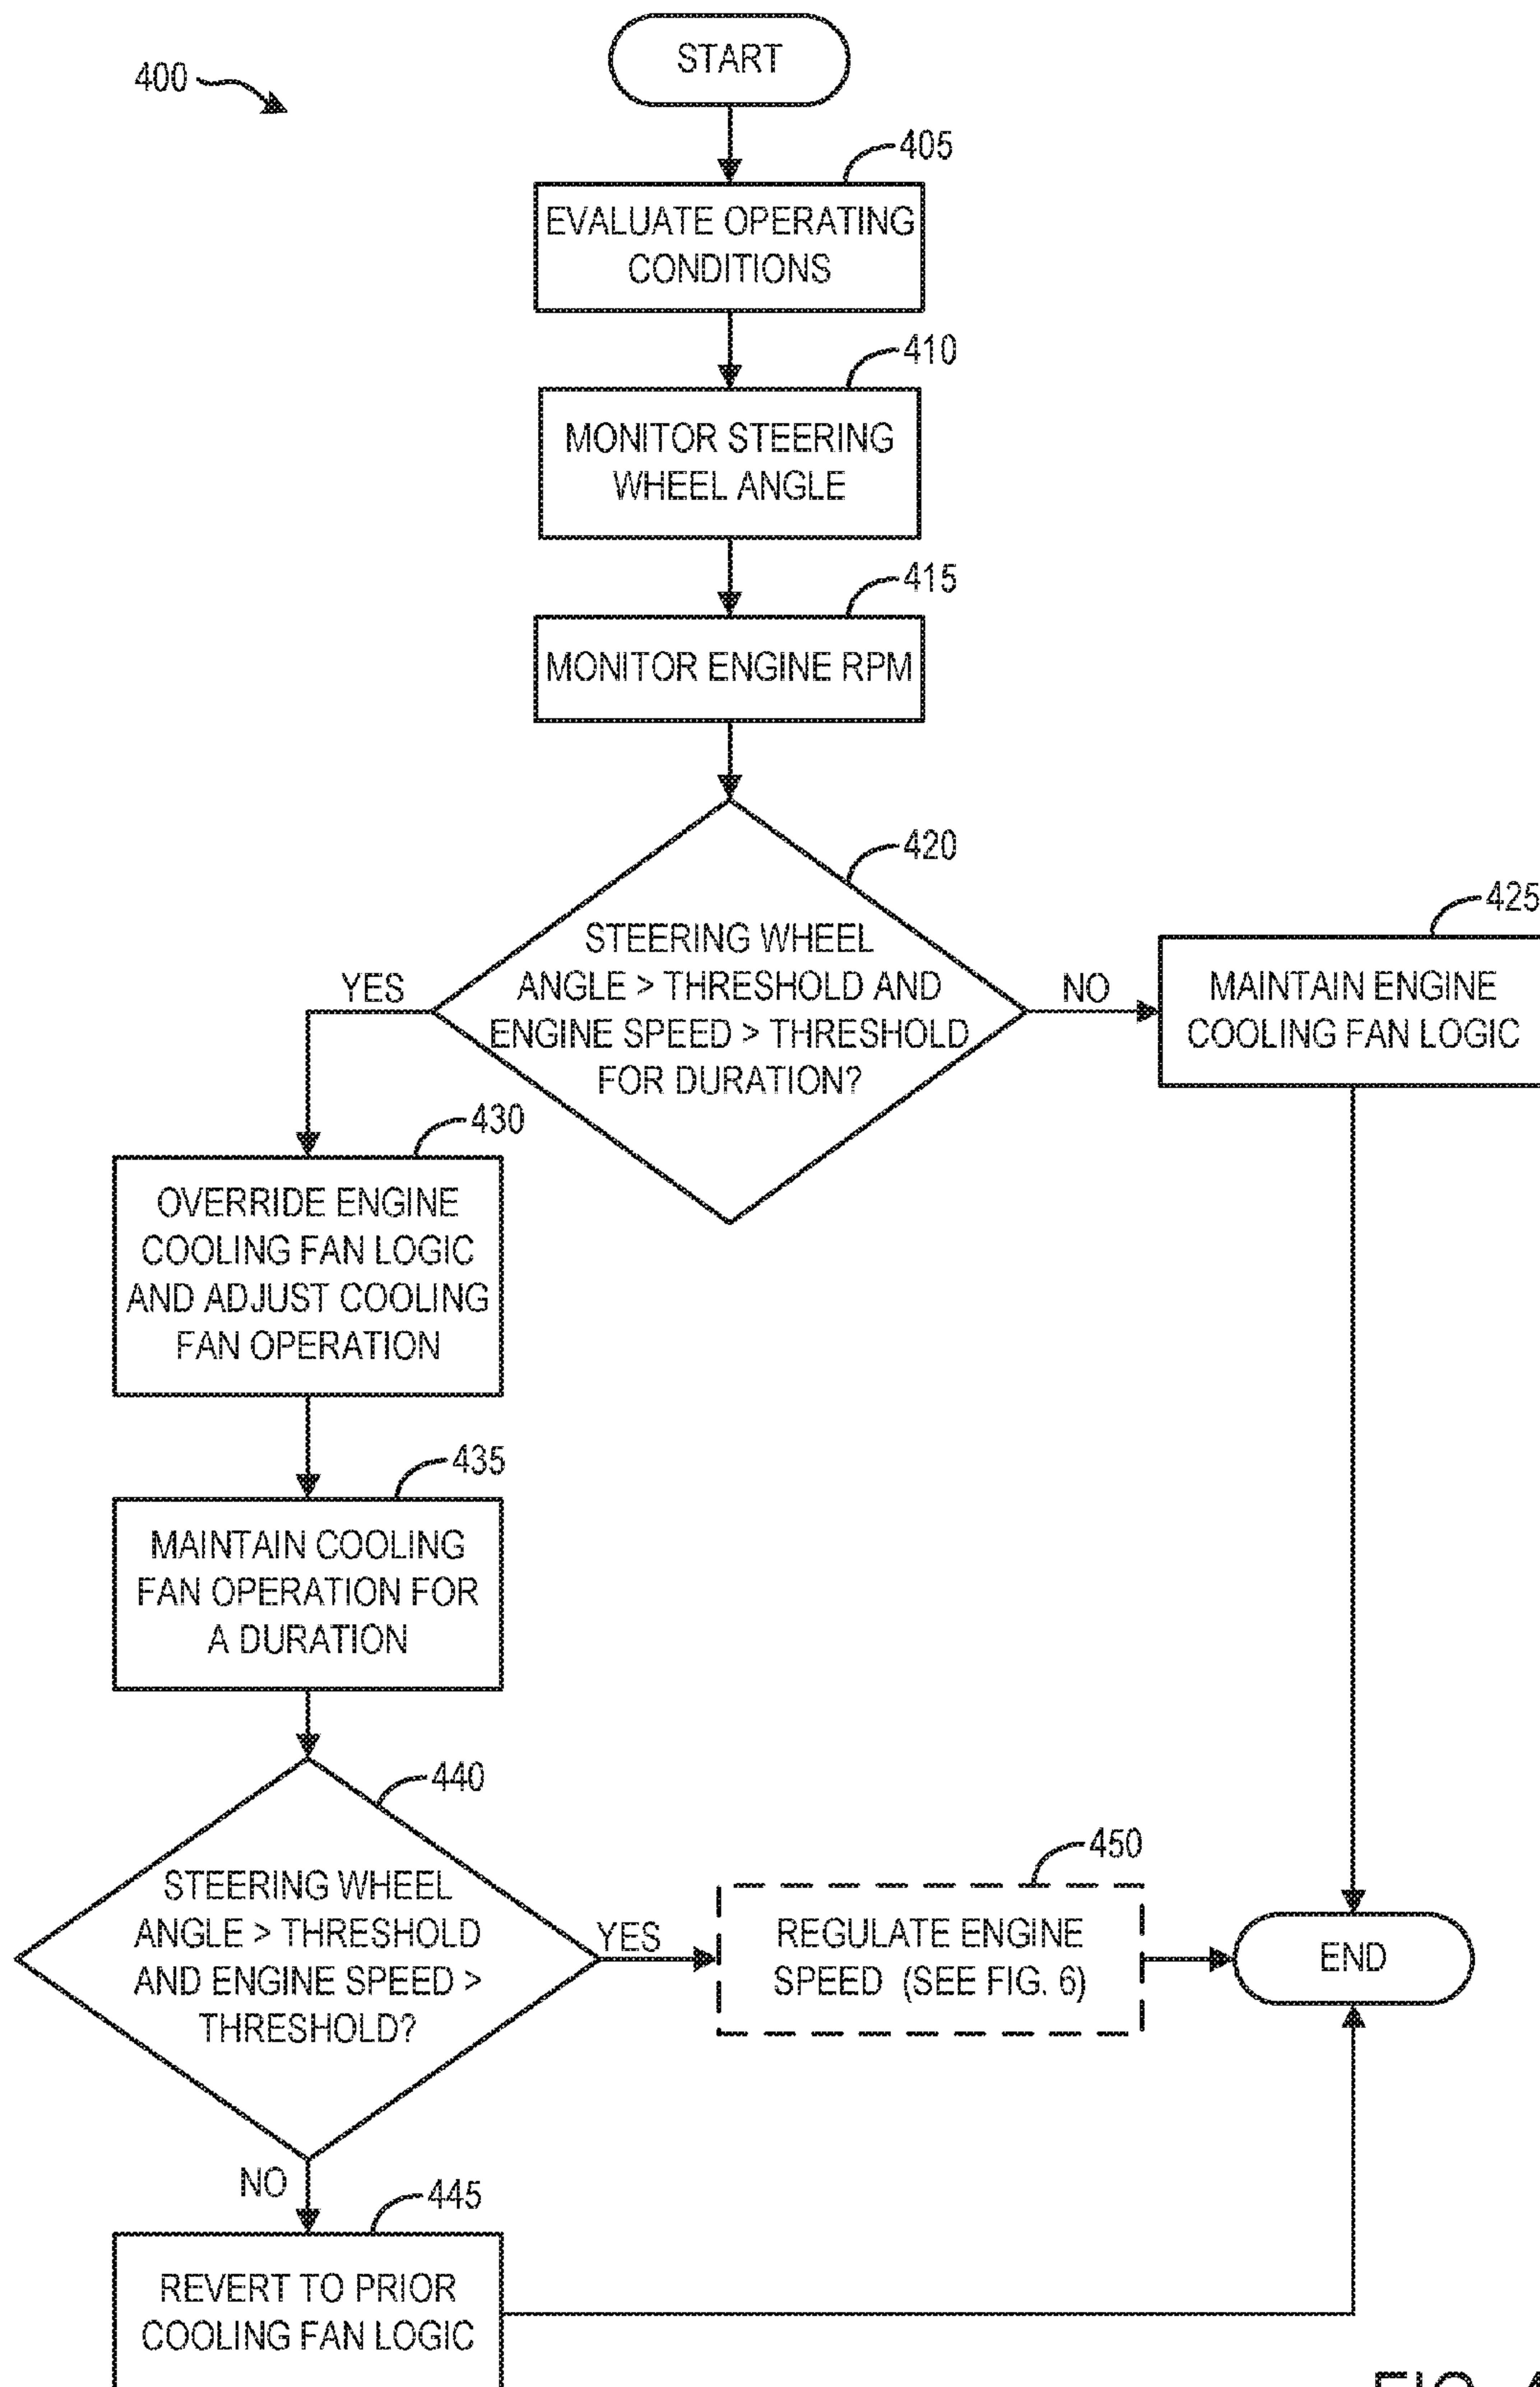 START
400
405
EVALUATE OPERATING
CONDITIONS
410
MONITOR STEERING
WHEEL ANGLE
415
MONITOR ENGINE RPM
420
STEERING WHEEL
ANGLE > THRESHOLD AND
ENGINE SPEED > THRESHOLD
FOR DURATION?
YES
NO
425
MAINTAIN ENGINE
COOLING FAN LOGIC
430
OVERRIDE ENGINE
COOLING FAN LOGIC
AND ADJUST COOLING
FAN OPERATION
435
MAINTAIN COOLING
FAN OPERATION FOR
A DURATION
440
STEERING WHEEL
ANGLE > THRESHOLD
AND ENGINE SPEED >
THRESHOLD?
YES
450
REGULATE ENGINE
SPEED (SEE FIG. 6)
END
NO
445
REVERT TO PRIOR
COOLING FAN LOGIC
FIG. 4